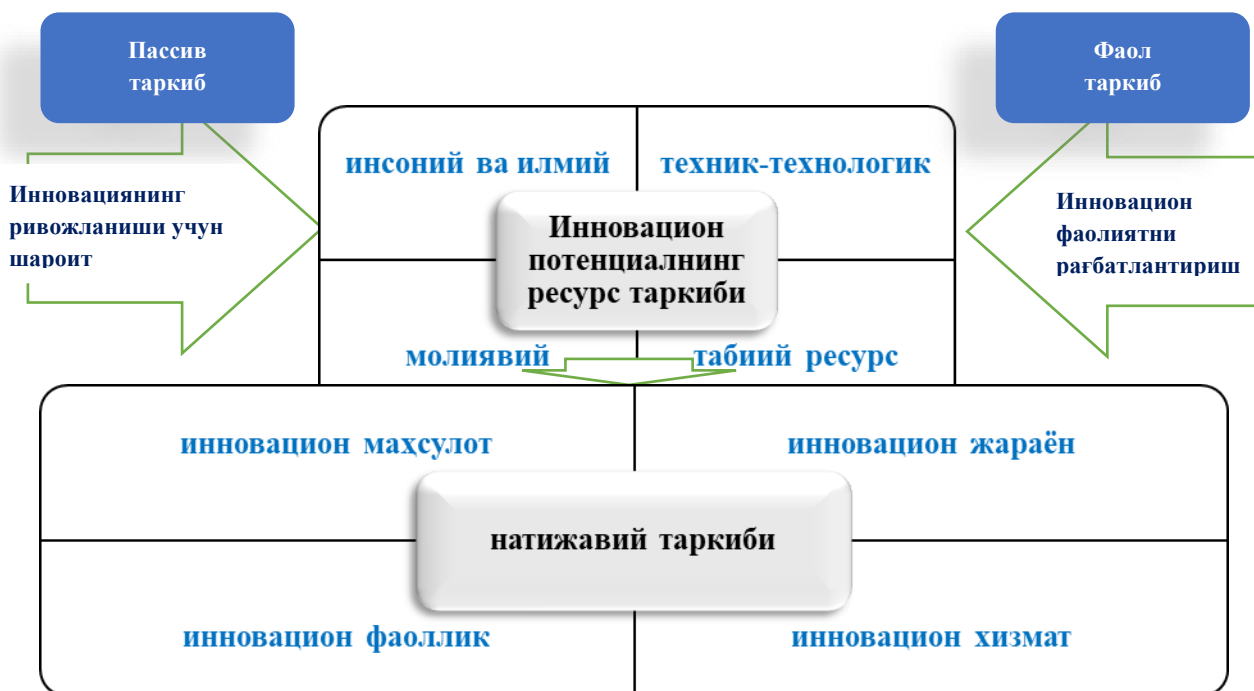 Пассив
таркиб
Фаол
таркиб
инсоний ва илмий
техник-технологик
Инновациянинг
ривожланиши учун
шароит
Инновацион
потенциалнинг
ресурс таркиби
Инновацион
фаолиятни
рағбатлантириш
молиявий
табиий ресурс
инновацион маҳсулот
инновацион жараён
натижавий таркиби
инновацион фаоллик
инновацион хизмат